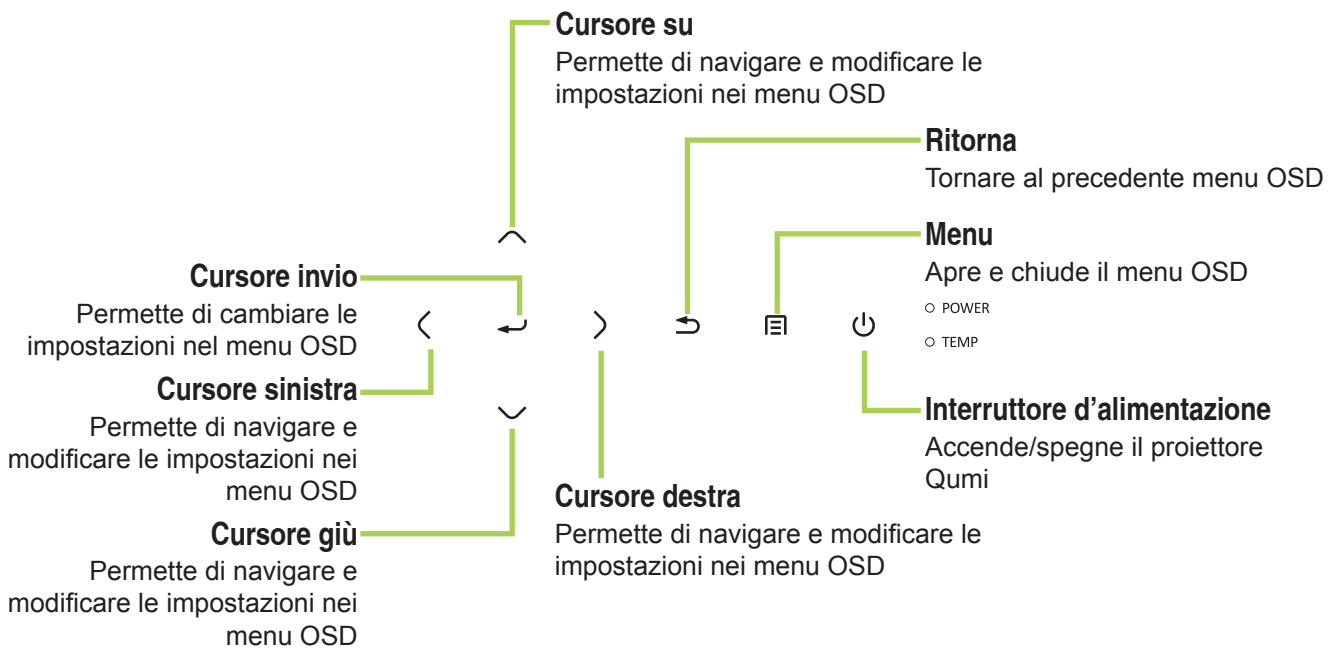 Cursore su
Permette di navigare e modificare le
impostazioni nei menu OSD
Ritorna
Tornare al precedente menu OSD
Menu
Apre e chiude il menu OSD
POWER
TEMP
Cursore invio
Permette di cambiare le
impostazioni nel menu OSD
Cursore sinistra
Permette di navigare e
modificare le impostazioni nei
menu OSD
Cursore giù
Permette di navigare e
modificare le impostazioni nei
menu OSD
Cursore destra
Permette di navigare e modificare le
impostazioni nei menu OSD
Interruttore d’alimentazione
Accende/spegne il proiettore
Qumi